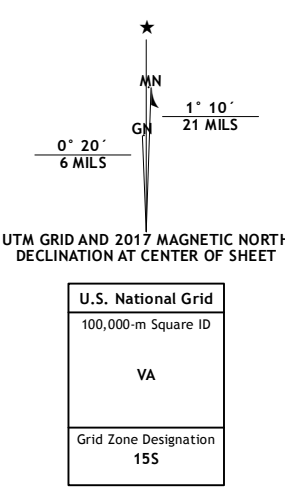 ★
MN
1° 10´
21 MILS
GN
0° 20´
6 MILS
UTM GRID AND 2017 MAGNETIC NORTH
DECLINATION AT CENTER OF SHEET
U.S. National Grid
100,000-m Square ID
VA
Grid Zone Designation
15S